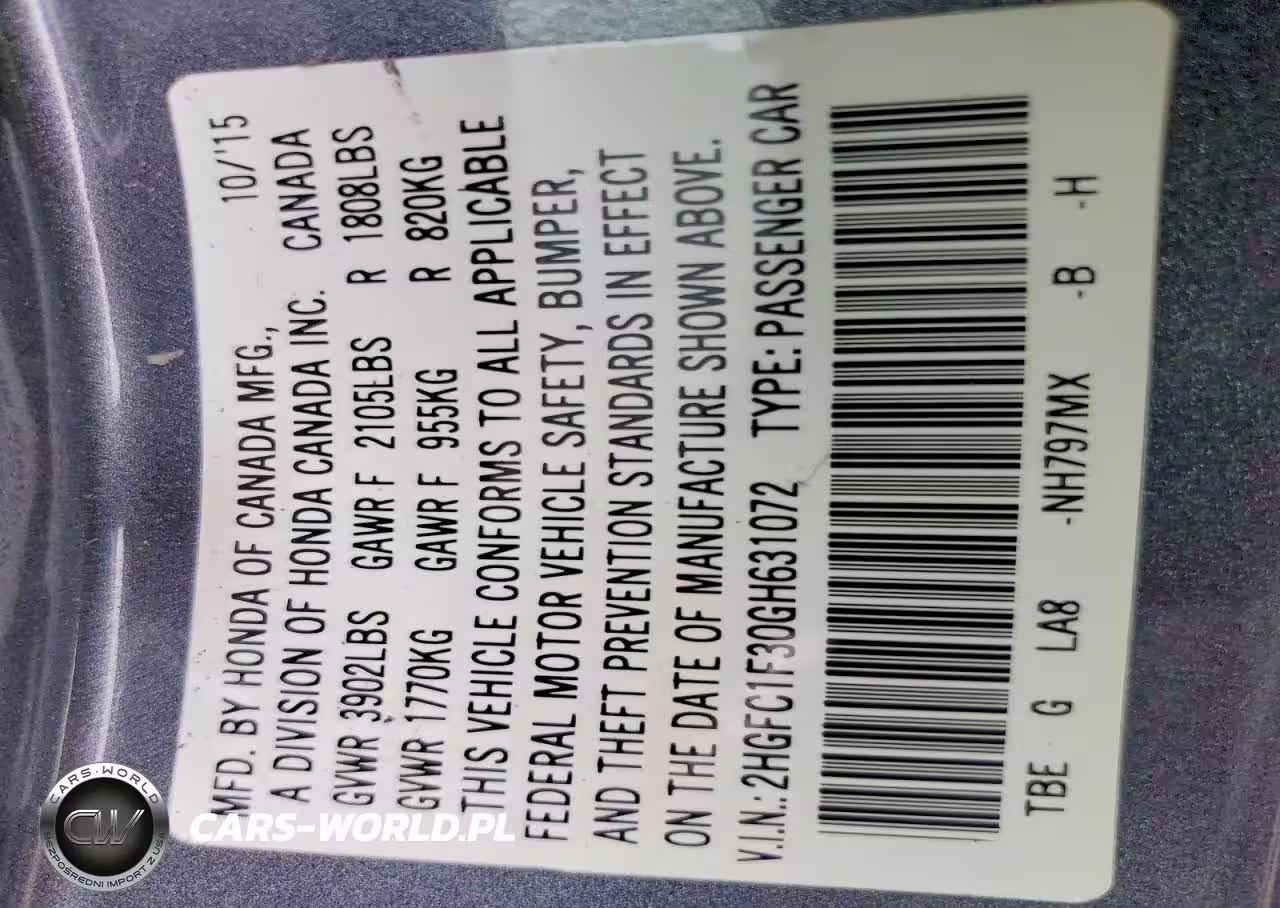 MFD. BY HONDA OF CANADA MFG., 10/'15
A DIVISION OF HONDA CANADA INC. CANADA
GVWR 3902LBS GAWR F 2105LBS R 1808LBS
GVWR 1770KG GAWR F 955KG R 820KG
THIS VEHICLE CONFORMS TO ALL APPLICABLE
FEDERAL MOTOR VEHICLE SAFETY, BUMPER,
AND THEFT PREVENTION STANDARDS IN EFFECT
ON THE DATE OF MANUFACTURE SHOWN ABOVE.
V.I.N.: 2HGFC1F30GH631072 TYPE: PASSENGER CAR
TBE G LA8 -NH797MX -B -H
CARS-WORLD
CW
BEZPOŚREDNI IMPORT Z USA
CARS-WORLD.PL